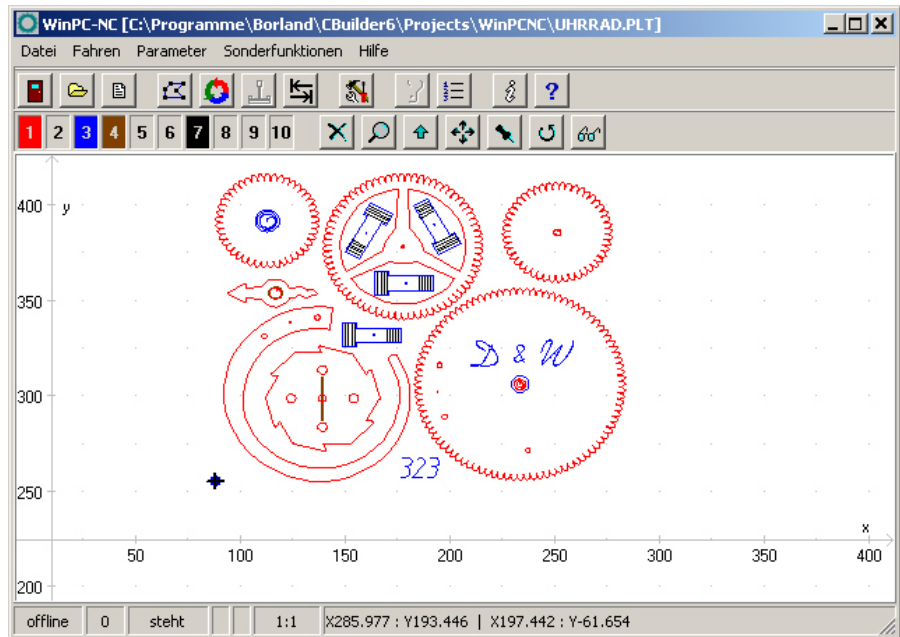 WinPC-NC [C:\Programme\Borland\CBuilder6\Projects\WinPCNC\UHRRAD.PLT]
Datei Fahren Parameter Sonderfunktionen Hilfe
?
1 2 3 4 5 6 7 8 9 10
400 y
350
D & W
300
323
250
x
50 100 150 200 250 300 350 400
200
offline 0 steht 1:1 X285.977 : Y193.446 | X197.442 : Y-61.654